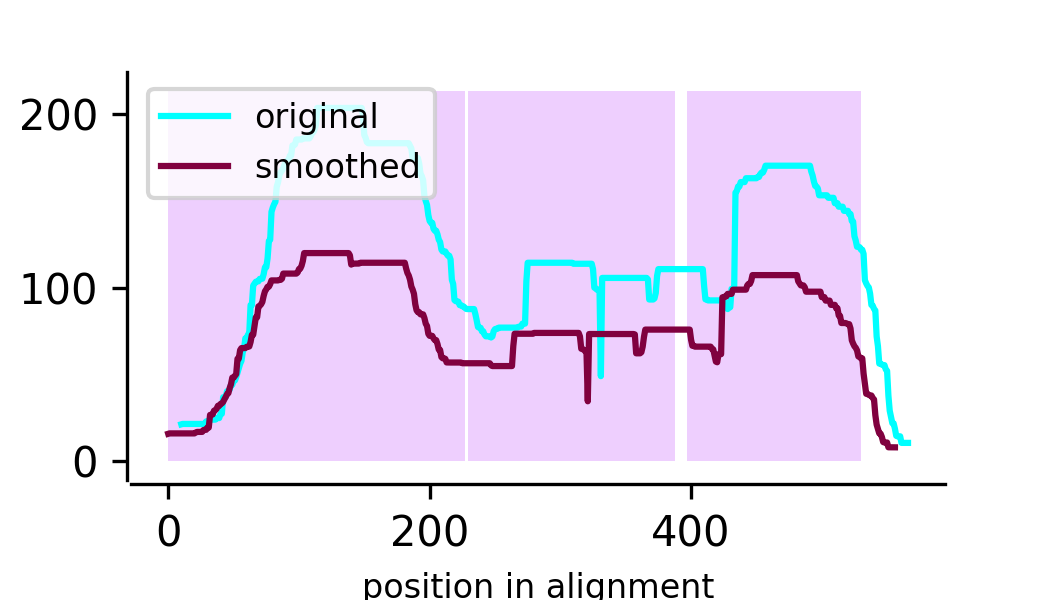 200
100
0
original
smoothed
0 200 400
position in alignment